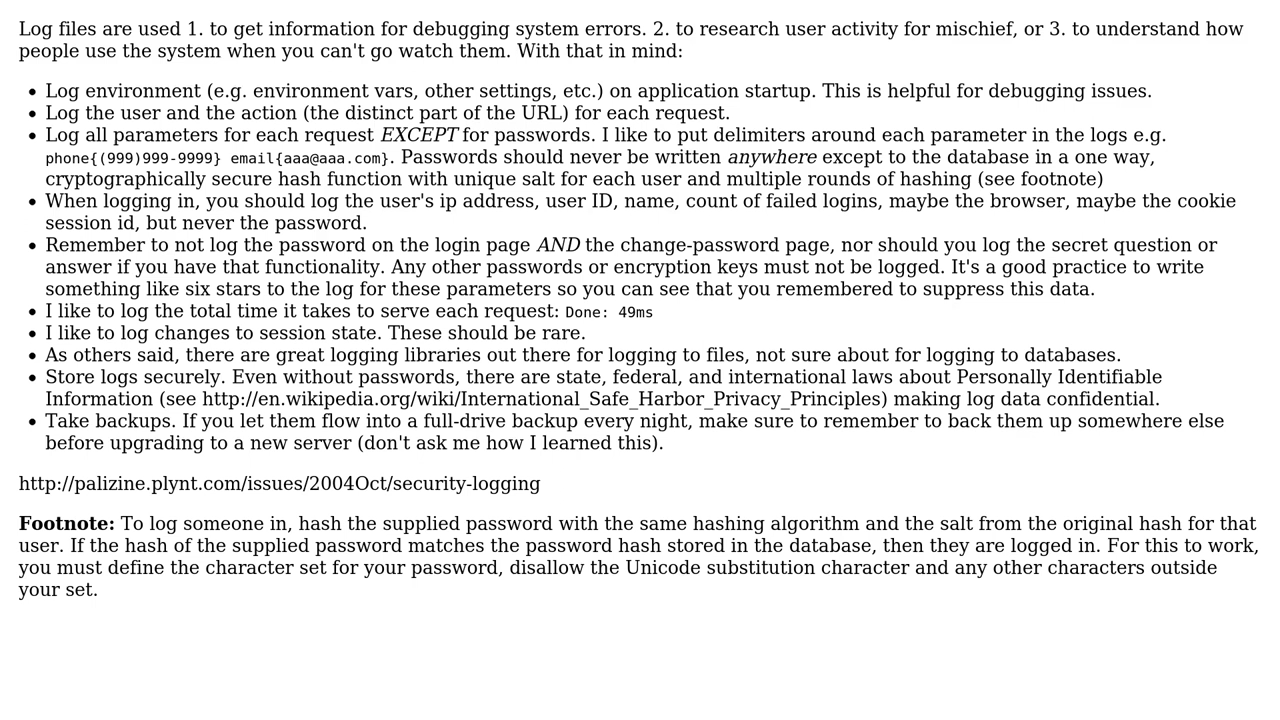 Log files are used 1. to get information for debugging system errors. 2. to research user activity for mischief, or 3. to understand how
people use the system when you can't go watch them. With that in mind:
• Log environment (e.g. environment vars, other settings, etc.) on application startup. This is helpful for debugging issues.
• Log the user and the action (the distinct part of the URL) for each request.
• Log all parameters for each request EXCEPT for passwords. I like to put delimiters around each parameter in the logs e.g.
phone{(999)999-9999} email{aaa@aaa.com}. Passwords should never be written anywhere except to the database in a one way,
cryptographically secure hash function with unique salt for each user and multiple rounds of hashing (see footnote)
• When logging in, you should log the user's ip address, user ID, name, count of failed logins, maybe the browser, maybe the cookie
session id, but never the password.
• Remember to not log the password on the login page AND the change-password page, nor should you log the secret question or
answer if you have that functionality. Any other passwords or encryption keys must not be logged. It's a good practice to write
something like six stars to the log for these parameters so you can see that you remembered to suppress this data.
• I like to log the total time it takes to serve each request: Done: 49ms
• I like to log changes to session state. These should be rare.
• As others said, there are great logging libraries out there for logging to files, not sure about for logging to databases.
• Store logs securely. Even without passwords, there are state, federal, and international laws about Personally Identifiable
Information (see http://en.wikipedia.org/wiki/International_Safe_Harbor_Privacy_Principles) making log data confidential.
• Take backups. If you let them flow into a full-drive backup every night, make sure to remember to back them up somewhere else
before upgrading to a new server (don't ask me how I learned this).
http://palizine.plynt.com/issues/2004Oct/security-logging
Footnote: To log someone in, hash the supplied password with the same hashing algorithm and the salt from the original hash for that
user. If the hash of the supplied password matches the password hash stored in the database, then they are logged in. For this to work,
you must define the character set for your password, disallow the Unicode substitution character and any other characters outside
your set.